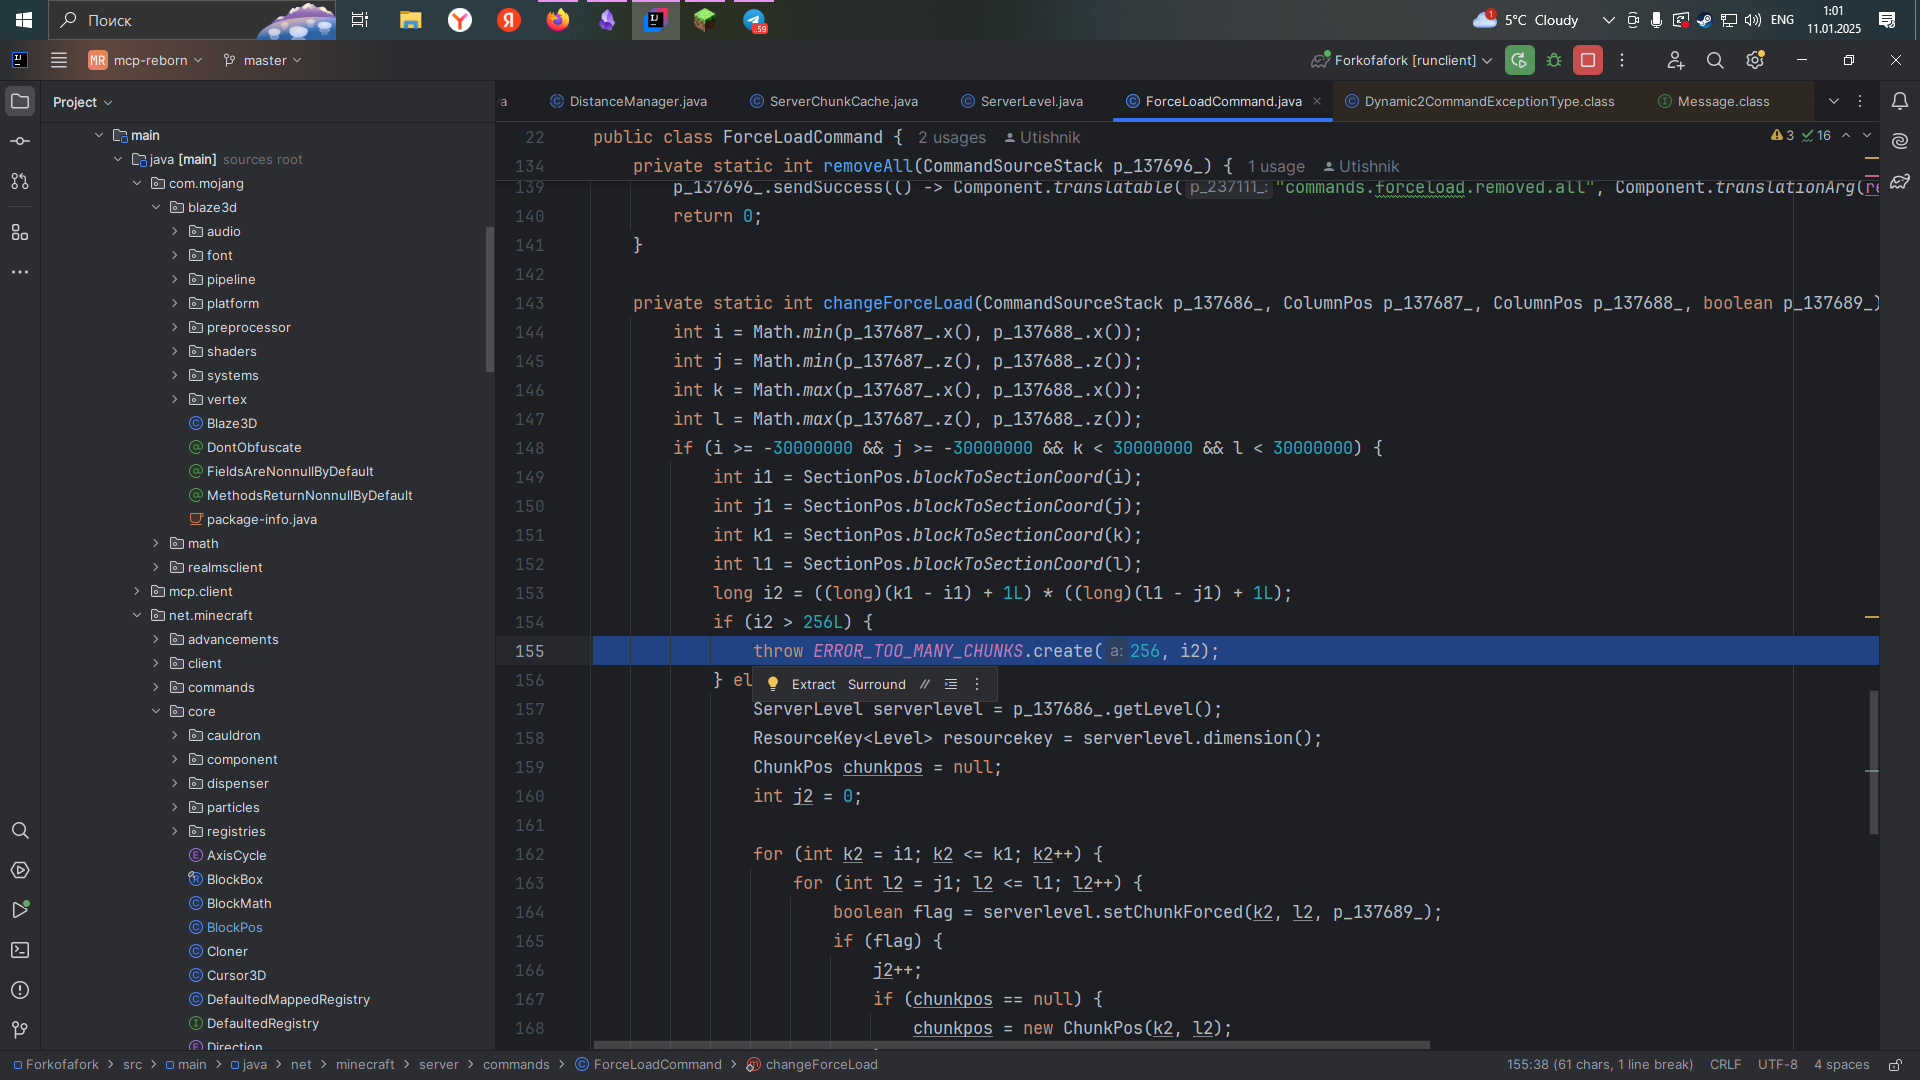 Поиск
59
1
5°C Cloudy
ENG
1:01
11.01.2025
MR mcp-reborn
master
Forkofafork [runclient]
Project
a
DistanceManager.java
ServerChunkCache.java
ServerLevel.java
ForceLoadCommand.java
Dynamic2CommandExceptionType.class
Message.class
main
java [main] sources root
com.mojang
blaze3d
audio
font
pipeline
platform
preprocessor
shaders
systems
vertex
Blaze3D
DontObfuscate
FieldsAreNonnullByDefault
MethodsReturnNonnullByDefault
package-info.java
math
realmsclient
mcp.client
net.minecraft
advancements
client
commands
core
cauldron
component
dispenser
particles
registries
AxisCycle
BlockBox
BlockMath
BlockPos
Cloner
Cursor3D
DefaultedMappedRegistry
DefaultedRegistry
Direction
3 16
22 public class ForceLoadCommand { 2 usages Utishnik
134 private static int removeAll(CommandSourceStack p_137696_) { 1 usage Utishnik
139 p_137696_.sendSuccess(() -> Component.translatable( p_237111_: "commands.forceload.removed.all", Component.translationArg(re
140 return 0;
141 }
142
143 private static int changeForceLoad(CommandSourceStack p_137686_, ColumnPos p_137687_, ColumnPos p_137688_, boolean p_137689_)
144 int i = Math.min(p_137687_.x(), p_137688_.x());
145 int j = Math.min(p_137687_.z(), p_137688_.z());
146 int k = Math.max(p_137687_.x(), p_137688_.x());
147 int l = Math.max(p_137687_.z(), p_137688_.z());
148 if (i >= -30000000 && j >= -30000000 && k < 30000000 && l < 30000000) {
149 int i1 = SectionPos.blockToSectionCoord(i);
150 int j1 = SectionPos.blockToSectionCoord(j);
151 int k1 = SectionPos.blockToSectionCoord(k);
152 int l1 = SectionPos.blockToSectionCoord(l);
153 long i2 = ((long)(k1 - i1) + 1L) * ((long)(l1 - j1) + 1L);
154 if (i2 > 256L) {
155 throw ERROR_TOO_MANY_CHUNKS.create( a: 256, i2);
156 } el
Extract Surround //
157 ServerLevel serverlevel = p_137686_.getLevel();
158 ResourceKey<Level> resourcekey = serverlevel.dimension();
159 ChunkPos chunkpos = null;
160 int j2 = 0;
161
162 for (int k2 = i1; k2 <= k1; k2++) {
163 for (int l2 = j1; l2 <= l1; l2++) {
164 boolean flag = serverlevel.setChunkForced(k2, l2, p_137689_);
165 if (flag) {
166 j2++;
167 if (chunkpos == null) {
168 chunkpos = new ChunkPos(k2, l2);
Forkofafork > src > main > java > net > minecraft > server > commands > ForceLoadCommand > changeForceLoad
155:38 (61 chars, 1 line break) CRLF UTF-8 4 spaces